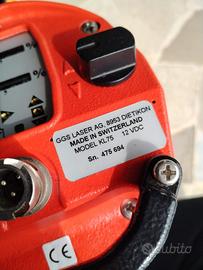 GGS LASER AG, 8953 DIETIKON
MADE IN SWITZERLAND
MODEL KL75 12 VDC
Sn. 475 694
CE
subito